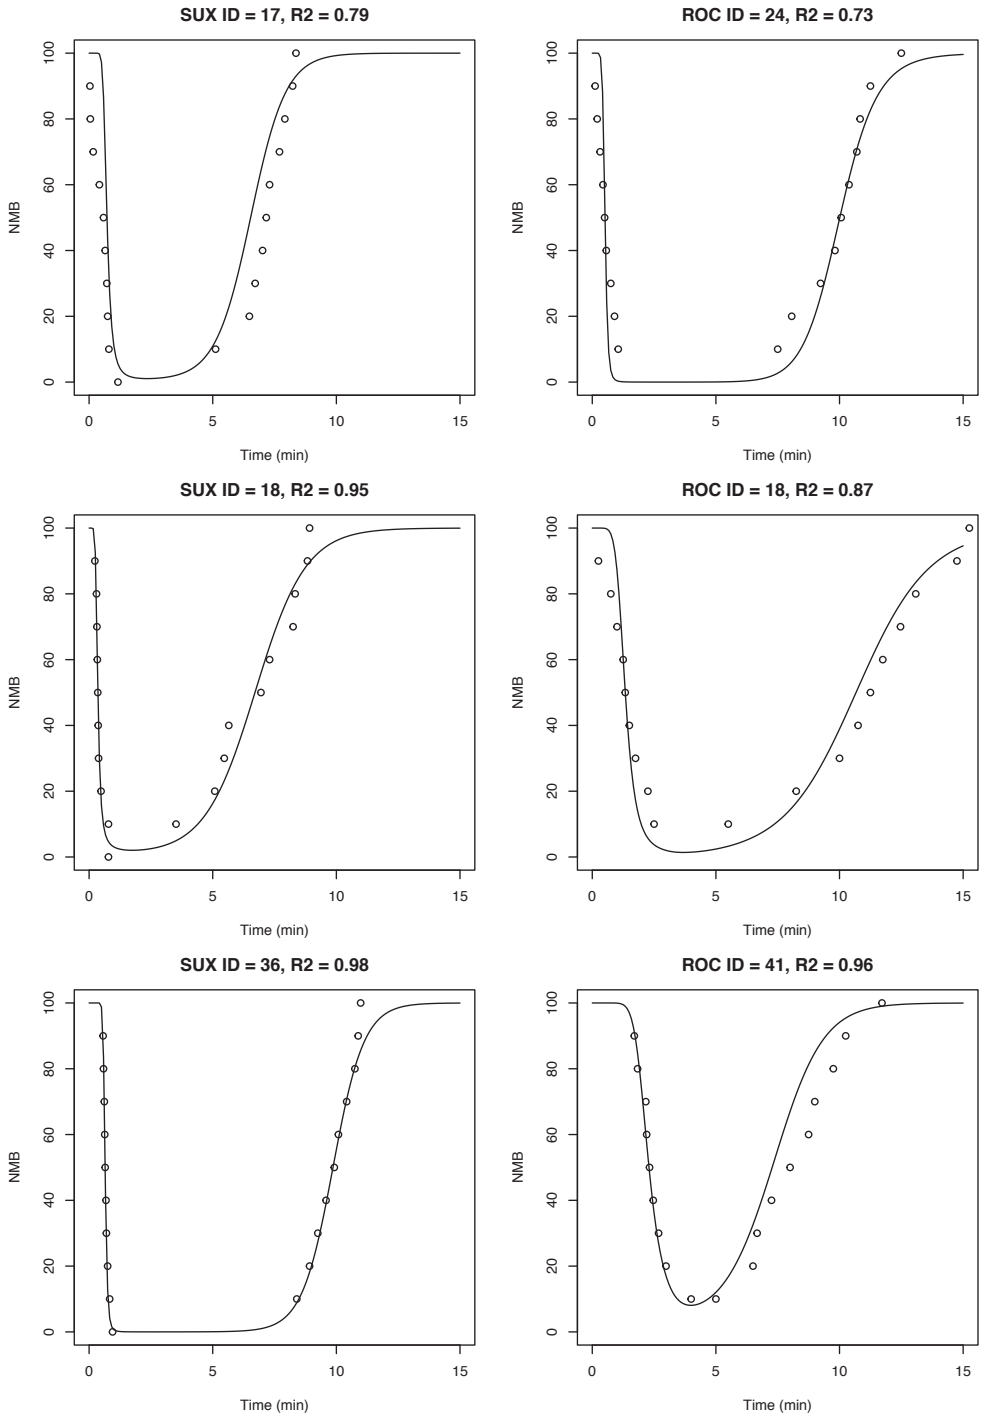 SUX ID = 17, R2 = 0.79
NMB
100
80
60
40
20
0
0 5 10 15
Time (min)
ROC ID = 24, R2 = 0.73
NMB
100
80
60
40
20
0
0 5 10 15
Time (min)
SUX ID = 18, R2 = 0.95
NMB
100
80
60
40
20
0
0 5 10 15
Time (min)
ROC ID = 18, R2 = 0.87
NMB
100
80
60
40
20
0
0 5 10 15
Time (min)
SUX ID = 36, R2 = 0.98
NMB
100
80
60
40
20
0
0 5 10 15
Time (min)
ROC ID = 41, R2 = 0.96
NMB
100
80
60
40
20
0
0 5 10 15
Time (min)